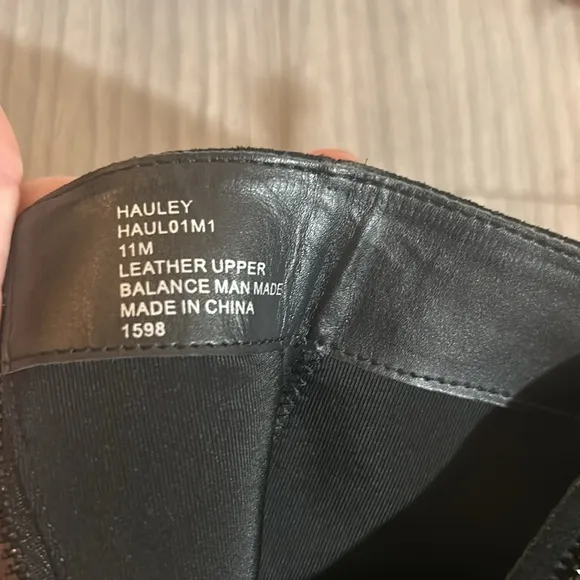 HAULEY
HAUL01M1
11M
LEATHER UPPER
BALANCE MAN MADE
MADE IN CHINA
1598